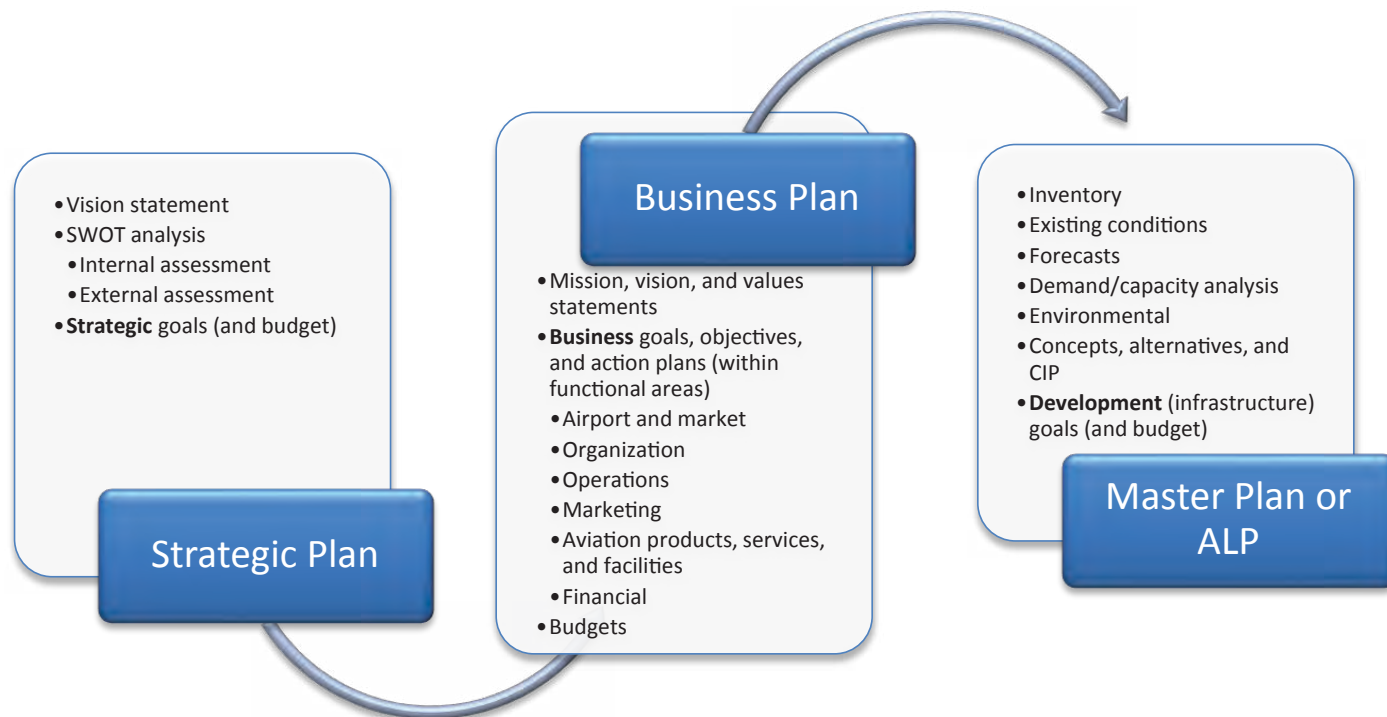 •Vision statement
•SWOT analysis
•Internal assessment
•External assessment
•Strategic goals (and budget)
Strategic Plan
Business Plan
•Mission, vision, and values
statements
•Business goals, objectives,
and action plans (within
functional areas)
•Airport and market
•Organization
•Operations
•Marketing
•Aviation products, services,
and facilities
•Financial
•Budgets
•Inventory
•Existing conditions
•Forecasts
•Demand/capacity analysis
•Environmental
•Concepts, alternatives, and
CIP
•Development (infrastructure)
goals (and budget)
Master Plan or
ALP